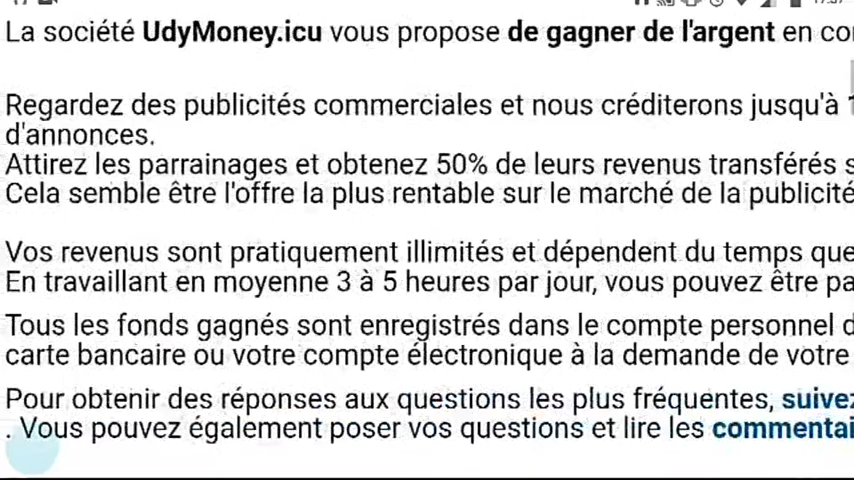 La société UdyMoney.icu vous propose de gagner de l'argent en
Regardez des publicités commerciales et nous créditerons jusqu'à
d'annonces.
Attirez les parrainages et obtenez 50% de leurs revenus transférés
Cela semble être l'offre la plus rentable sur le marché de la publicité
Vos revenus sont pratiquement illimités et dépendent du temps que
En travaillant en moyenne 3 à 5 heures par jour, vous pouvez être
Tous les fonds gagnés sont enregistrés dans le compte personnel
carte bancaire ou votre compte électronique à la demande de votre
Pour obtenir des réponses aux questions les plus fréquentes, suivez
. Vous pouvez également poser vos questions et lire les